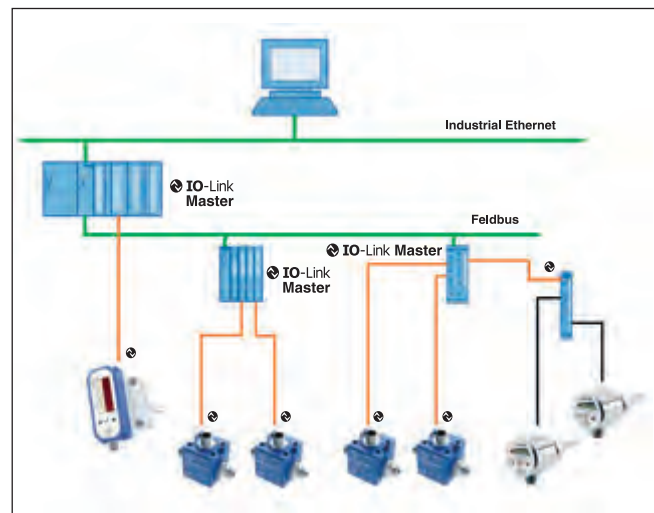 Industrial Ethernet
IO-Link
Master
Feldbus
IO-Link Master
IO-Link
Master